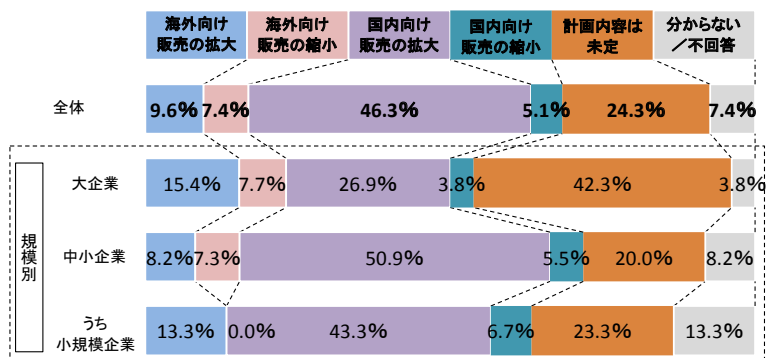 海外向け 海外向け 国内向け 国内向け 計画内容は 分からない
販売の拡大 販売の縮小 販売の拡大 販売の縮小 未定 ／不回答
全体 9.6% 7.4% 46.3% 5.1% 24.3% 7.4%
規模別
大企業 15.4% 7.7% 26.9% 3.8% 42.3% 3.8%
中小企業 8.2% 7.3% 50.9% 5.5% 20.0% 8.2%
うち
小規模企業 13.3% 0.0% 43.3% 6.7% 23.3% 13.3%